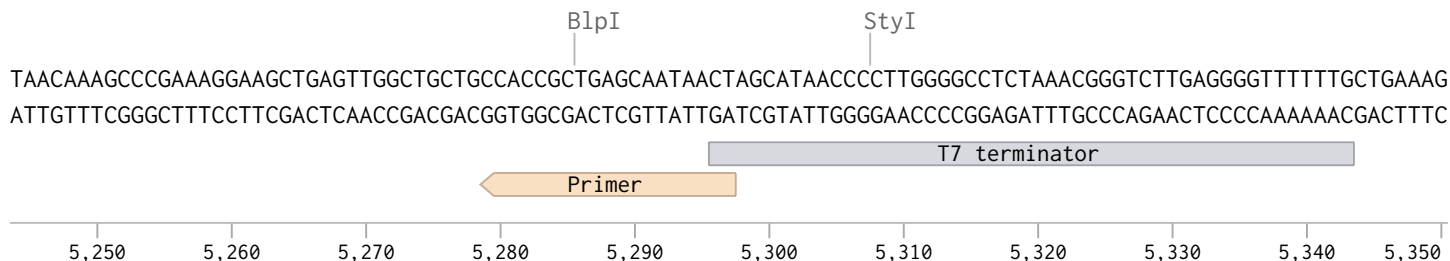 BlpI StyI
TAACAAAGCCCGAAAGGAAGCTGAGTTGGCTGCTGCCACCGCTGAGCAATAACTAGCATAACCCCTTGGGGCCTCTAAACGGGTCTTGAGGGGTTTTTTGCTGAAAG
ATTGTTTCGGGCTTTCCTTCGACTCAACCGACGACGGTGGCGACTCGTTATTGATCGTATTGGGGAACCCCGGAGATTTGCCCAGAACTCCCCAAAAAACGACTTTC
T7 terminator
Primer
5,250 5,260 5,270 5,280 5,290 5,300 5,310 5,320 5,330 5,340 5,350